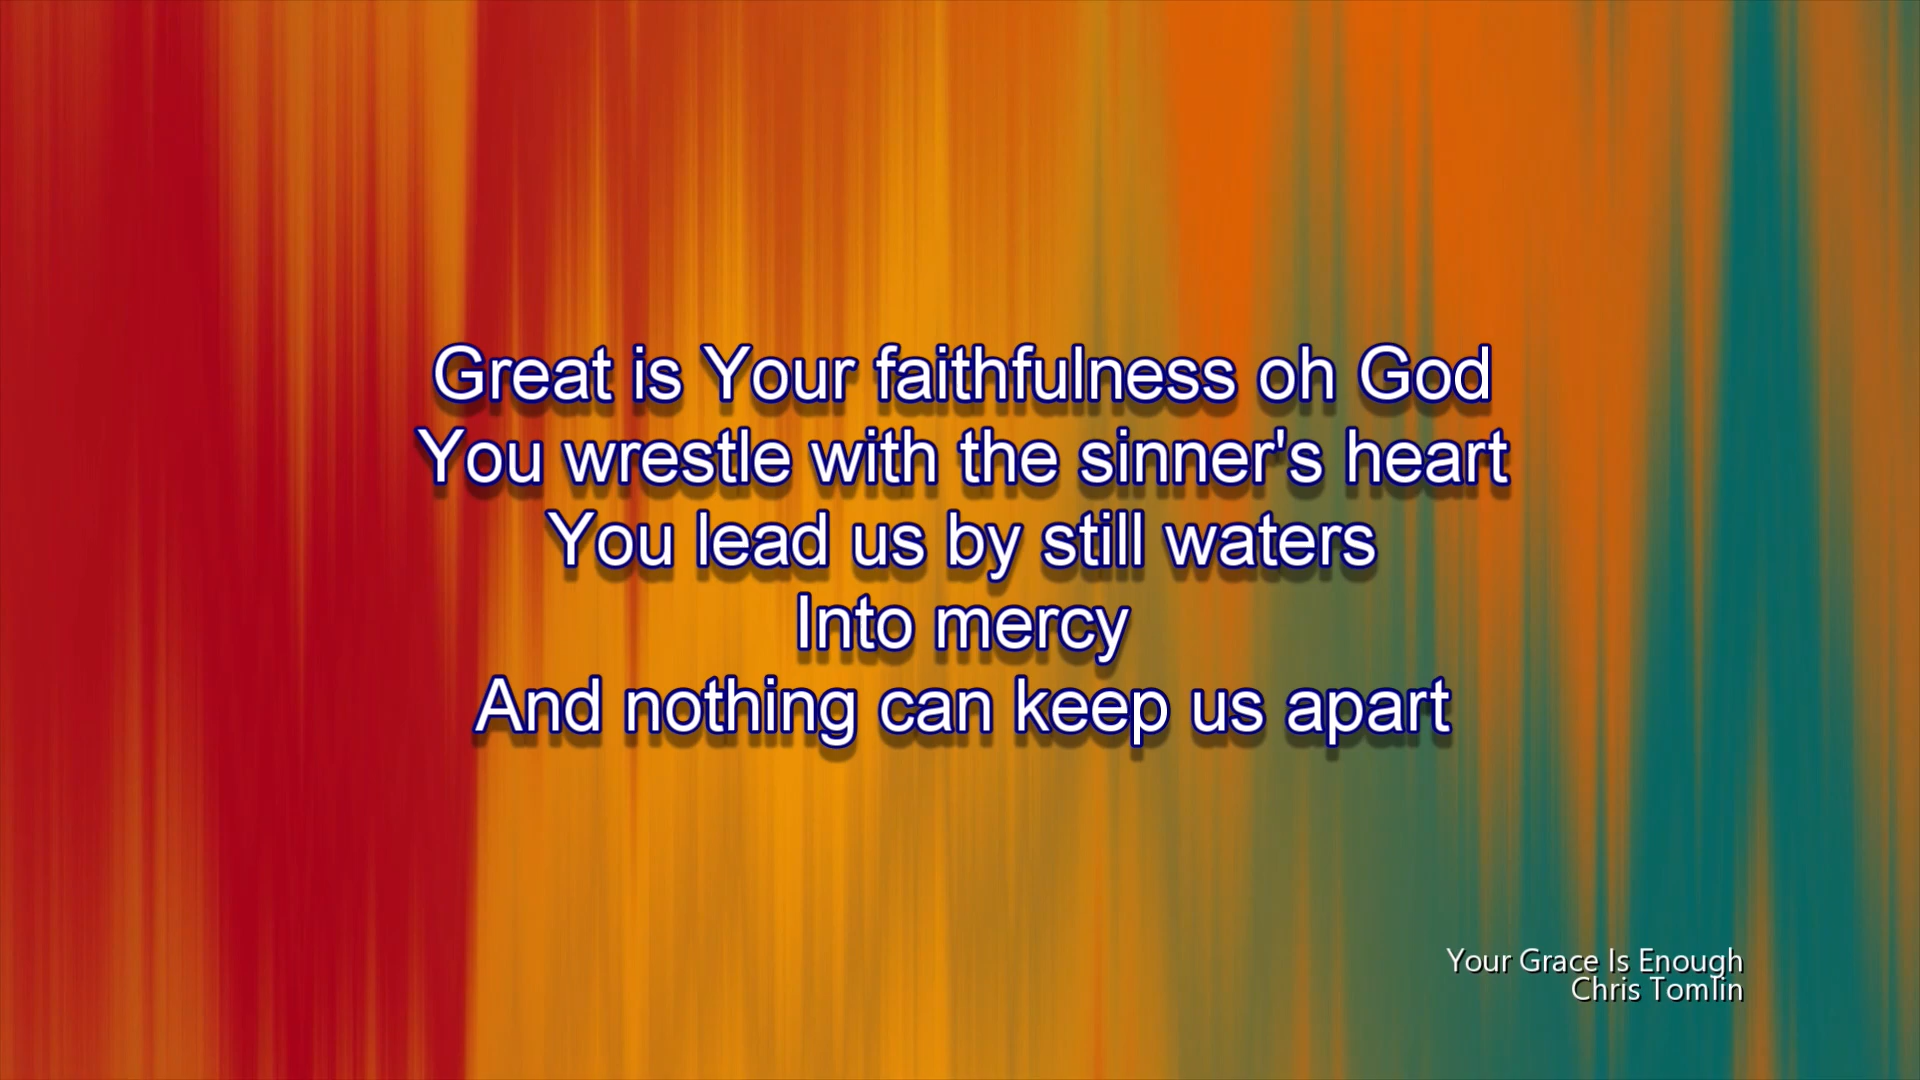 Great is Your faithfulness oh God
You wrestle with the sinner's heart
You lead us by still waters
Into mercy
And nothing can keep us apart
Your Grace Is Enough
Chris Tomlin